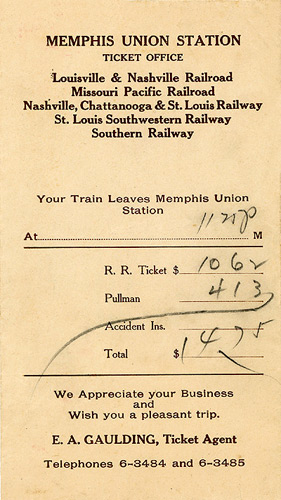 MEMPHIS UNION STATION
TICKET OFFICE
Louisville & Nashville Railroad
Missouri Pacific Railroad
Nashville, Chattanooga & St. Louis Railway
St. Louis Southwestern Railway
Southern Railway
Your Train Leaves Memphis Union
Station
At M
R. R. Ticket $ 10 62
Pullman 4 13
Accident Ins.
Total $ 14 75
We Appreciate your Business
and
Wish you a pleasant trip.
E. A. GAULDING, Ticket Agent
Telephones 6-3484 and 6-3485